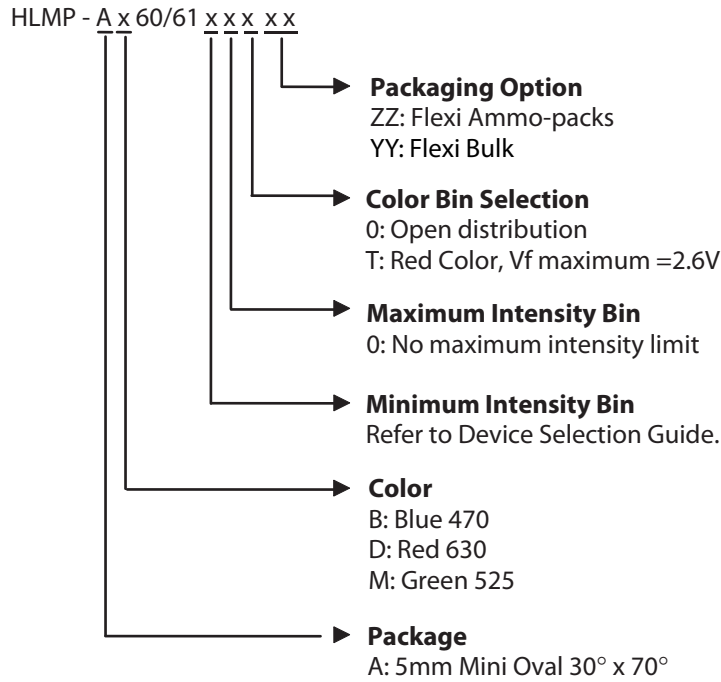 HLMP - A x 60/61 x x x x x
Packaging Option
ZZ: Flexi Ammo-packs
YY: Flexi Bulk
Color Bin Selection
0: Open distribution
T: Red Color, Vf maximum =2.6V
Maximum Intensity Bin
0: No maximum intensity limit
Minimum Intensity Bin
Refer to Device Selection Guide.
Color
B: Blue 470
D: Red 630
M: Green 525
Package
A: 5mm Mini Oval 30° x 70°